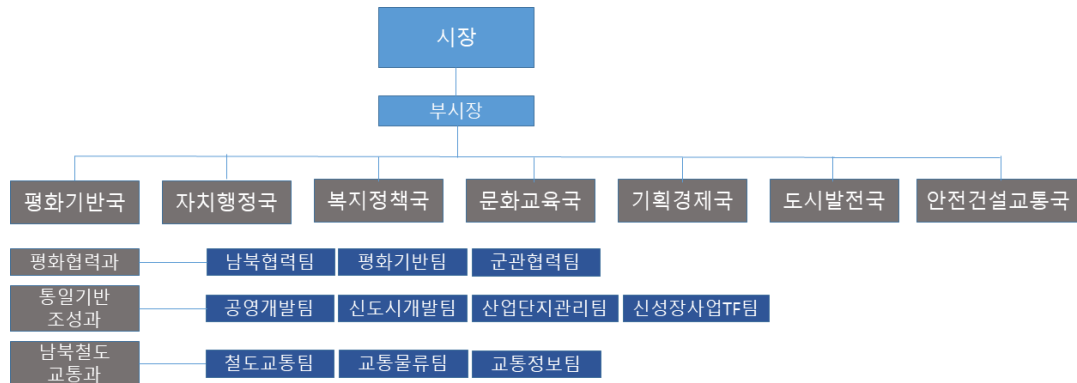 시장
부시장
평화기반국 자치행정국 복지정책국 문화교육국 기획경제국 도시발전국 안전건설교통국
평화협력과 남북협력팀 평화기반팀 군관협력팀
통일기반
조성과 공영개발팀 신도시개발팀 산업단지관리팀 신성장사업TF팀
남북철도
교통과 철도교통팀 교통물류팀 교통정보팀